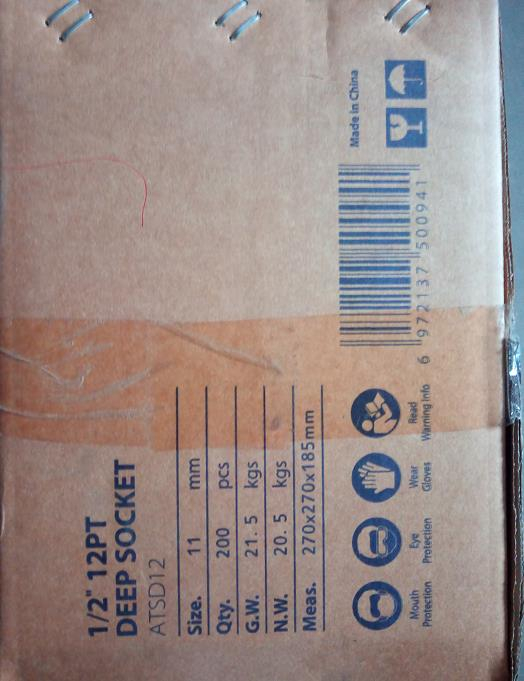 1/2" 12PT
DEEP SOCKET
ATSD12
Size. 11 mm
Qty. 200 pcs
G.W. 21. 5 kgs
N.W. 20. 5 kgs
Meas. 270x270x185mm
Mouth
Protection
Eye
Protection
Wear
Gloves
Read
Warning Info
6 972137 500941
Made in China